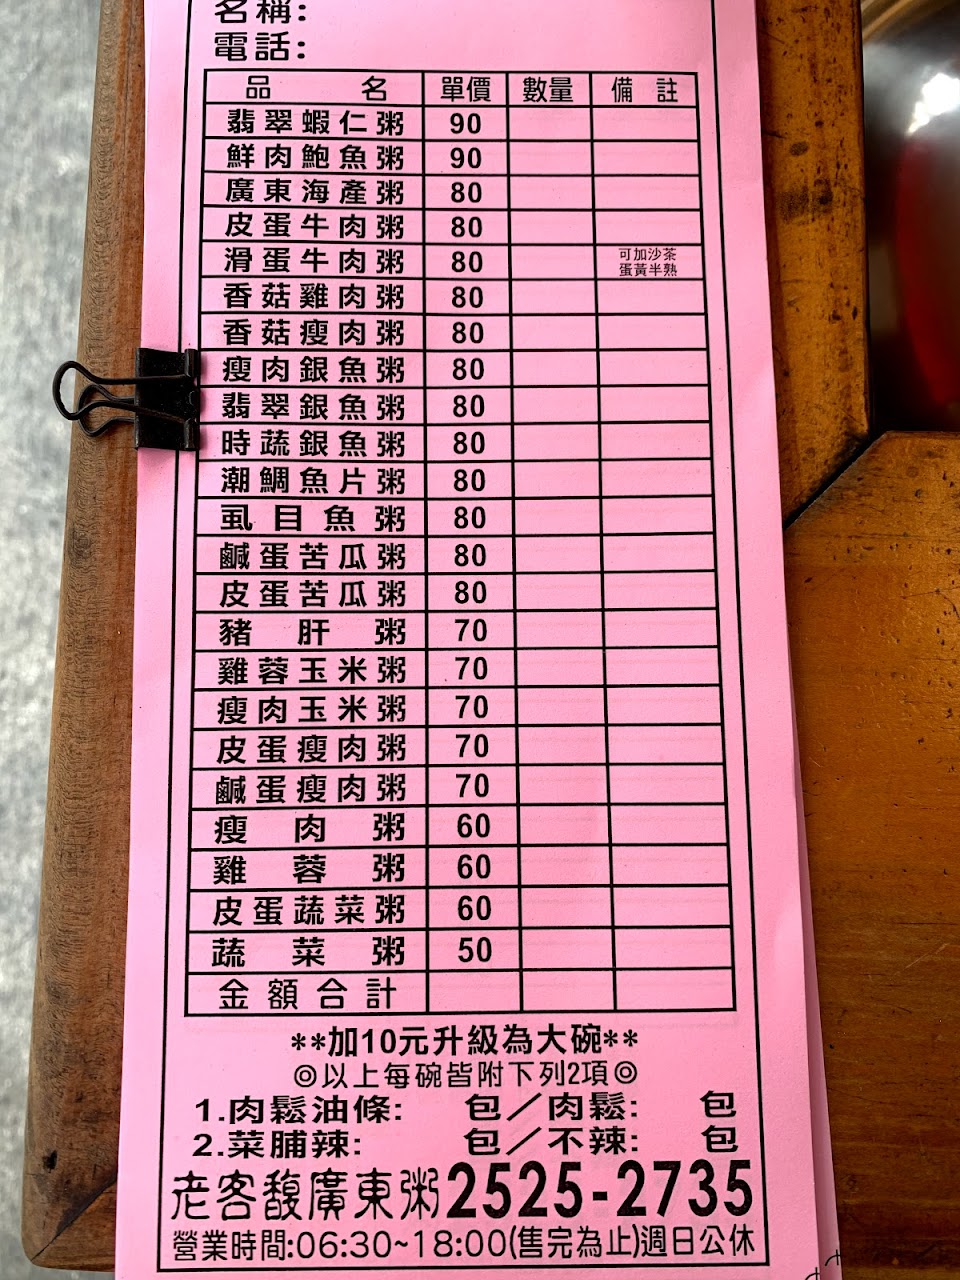 名稱:
電話:
品名 單價 數量 備註
翡翠蝦仁粥 90
鮮肉鮑魚粥 90
廣東海產粥 80
皮蛋牛肉粥 80
滑蛋牛肉粥 80 可加沙茶 蛋黃半熟
香菇雞肉粥 80
香菇瘦肉粥 80
瘦肉銀魚粥 80
翡翠銀魚粥 80
時蔬銀魚粥 80
潮鯛魚片粥 80
虱目魚粥 80
鹹蛋苦瓜粥 80
皮蛋苦瓜粥 80
豬肝粥 70
雞蓉玉米粥 70
瘦肉玉米粥 70
皮蛋瘦肉粥 70
鹹蛋瘦肉粥 70
瘦肉粥 60
雞蓉粥 60
皮蛋蔬菜粥 60
蔬菜粥 50
金額合計
**加10元升級為大碗**
◎以上每碗皆附下列2項◎
1.肉鬆油條: 包／肉鬆: 包
2.菜脯辣: 包／不辣: 包
老客馥廣東粥2525-2735
營業時間:06:30~18:00(售完為止)週日公休